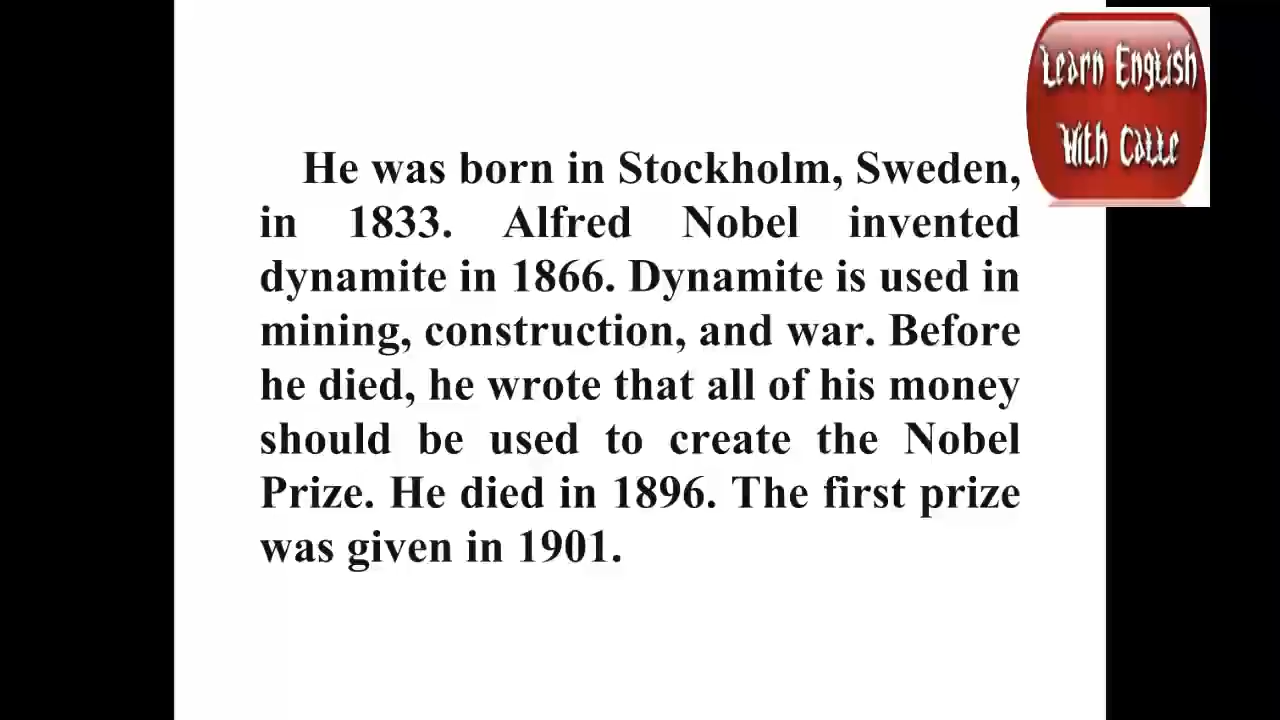 Learn English
With Calle
He was born in Stockholm, Sweden,
in 1833. Alfred Nobel invented
dynamite in 1866. Dynamite is used in
mining, construction, and war. Before
he died, he wrote that all of his money
should be used to create the Nobel
Prize. He died in 1896. The first prize
was given in 1901.